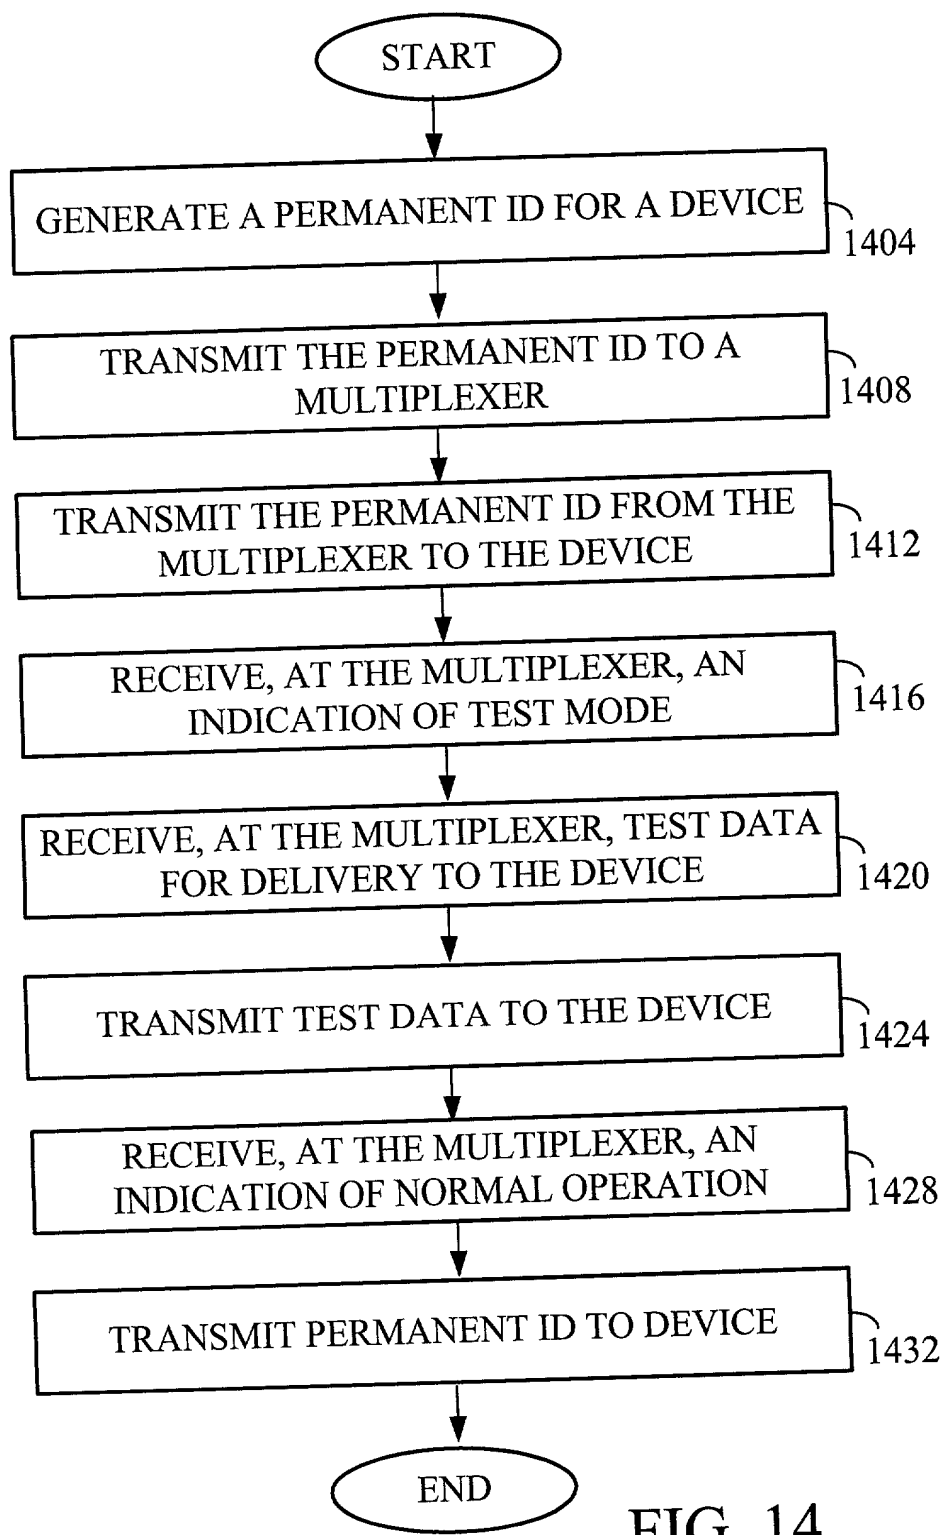 START
GENERATE A PERMANENT ID FOR A DEVICE
1404
TRANSMIT THE PERMANENT ID TO A
MULTIPLEXER
1408
TRANSMIT THE PERMANENT ID FROM THE
MULTIPLEXER TO THE DEVICE
1412
RECEIVE, AT THE MULTIPLEXER, AN
INDICATION OF TEST MODE
1416
RECEIVE, AT THE MULTIPLEXER, TEST DATA
FOR DELIVERY TO THE DEVICE
1420
TRANSMIT TEST DATA TO THE DEVICE
1424
RECEIVE, AT THE MULTIPLEXER, AN
INDICATION OF NORMAL OPERATION
1428
TRANSMIT PERMANENT ID TO DEVICE
1432
END
FIG. 14